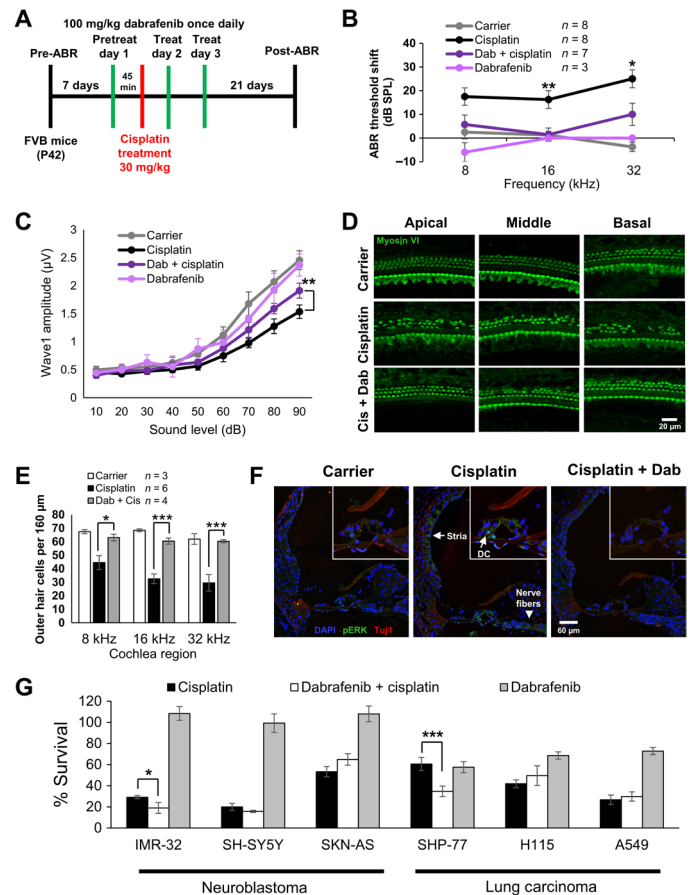 A
100 mg/kg dabrafenib once daily
Pre-ABR
Pretreat
day 1
Treat
day 2
Treat
day 3
Post-ABR
7 days
45
min
21 days
FVB mice
(P42)
Cisplatin
treatment
30 mg/kg
B
Carrier n = 8
Cisplatin n = 8
Dab + cisplatin n = 7
Dabrafenib n = 3
ABR threshold shift
(dB SPL)
40
30
20
10
0
−10
**
*
8 16 32
Frequency (kHz)
C
Carrier
Cisplatin
Dab + cisplatin
Dabrafenib
Wave1 amplitude (µV)
3
2.5
2
1.5
1
0.5
0
**
10 20 30 40 50 60 70 80 90
Sound level (dB)
D
Apical Middle Basal
Myosin VI
Carrier
Cisplatin
Cis + Dab
20 µm
E
Carrier n = 3
Cisplatin n = 6
Dab + Cis n = 4
Outer hair cells per 160 µm
80
70
60
50
40
30
20
10
0
*
***
***
8 kHz 16 kHz 32 kHz
Cochlea region
F
Carrier Cisplatin Cisplatin + Dab
Stria
DC
Nerve
fibers
DAPI pERK Tuj1
60 µm
G
Cisplatin Dabrafenib + cisplatin Dabrafenib
% Survival
120
100
80
60
40
20
0
*
***
IMR-32 SH-SY5Y SKN-AS SHP-77 H115 A549
Neuroblastoma Lung carcinoma